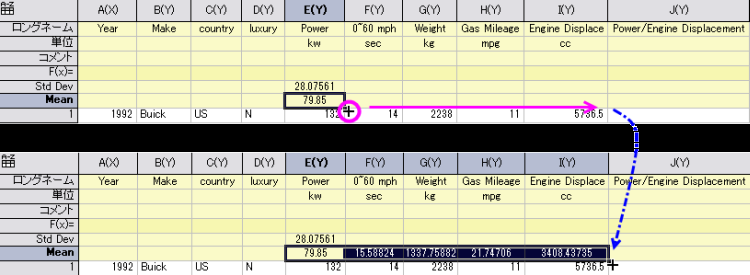 A(X) B(Y) C(Y) D(Y) E(Y) F(Y) G(Y) H(Y) I(Y) J(Y)
ロングネーム Year Make country luxury Power 0~60 mph Weight Gas Mileage Engine Displace Power/Engine Displacement
単位 kw sec kg mpg cc
コメント
F(x)=
Std Dev 28.07561
Mean 79.85
1 1992 Buick US N 132 14 2238 11 5736.5
A(X) B(Y) C(Y) D(Y) E(Y) F(Y) G(Y) H(Y) I(Y) J(Y)
ロングネーム Year Make country luxury Power 0~60 mph Weight Gas Mileage Engine Displace Power/Engine Displacement
単位 kw sec kg mpg cc
コメント
F(x)=
Std Dev 28.07561
Mean 79.85 15.58824 1337.75882 21.74706 3408.43735
1 1992 Buick US N 132 14 2238 11 5736.5